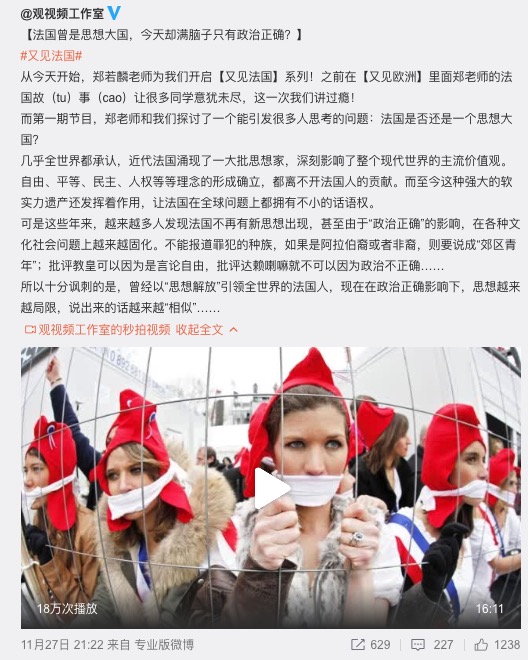 @观视频工作室
【法国曾是思想大国，今天却满脑子只有政治正确？】
#又见法国#
从今天开始，郑若麟老师为我们开启【又见法国】系列！之前在【又见欧洲】里面郑老师的法
国故（tu）事（cao）让很多同学意犹未尽，这一次我们讲过瘾！
而第一期节目，郑老师和我们探讨了一个能引发很多人思考的问题：法国是否还是一个思想大
国？
几乎全世界都承认，近代法国涌现了一大批思想家，深刻影响了整个现代世界的主流价值观。
自由、平等、民主、人权等等理念的形成确立，都离不开法国人的贡献。而至今这种强大的软
实力遗产还发挥着作用，让法国在全球问题上都拥有不小的话语权。
可是这些年来，越来越多人发现法国不再有新思想出现，甚至由于“政治正确”的影响，在各种文
化社会问题上越来越固化。不能报道罪犯的种族，如果是阿拉伯裔或者非裔，则要说成“郊区青
年”；批评教皇可以因为是言论自由，批评达赖喇嘛就不可以因为政治不正确……
所以十分讽刺的是，曾经以“思想解放”引领全世界的法国人，现在在政治正确影响下，思想越来
越局限，说出来的话越来越“相似”……
观视频工作室的秒拍视频 收起全文
18万次播放
16:11
11月27日 21:22 来自 专业版微博
629
227
1238